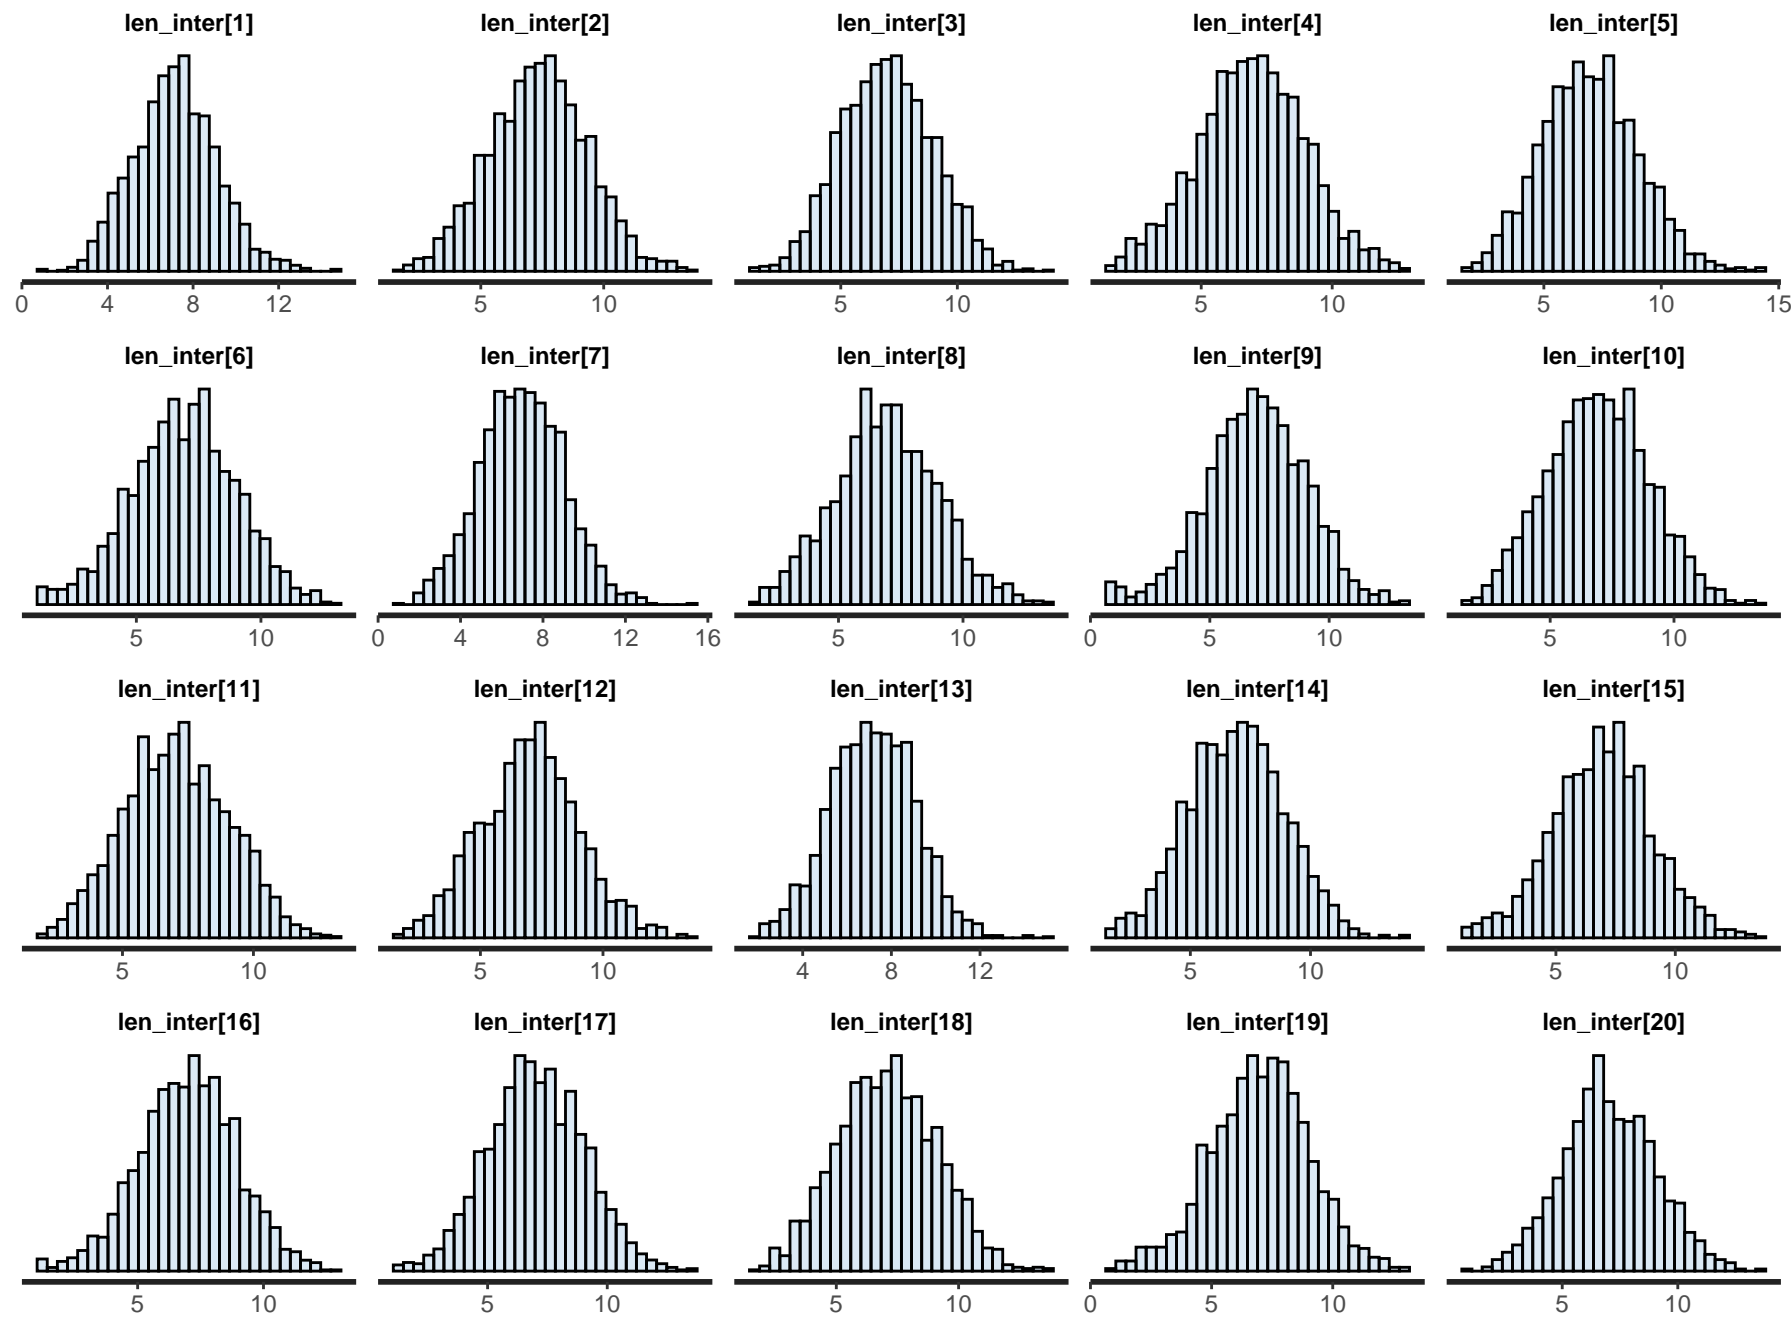 len_inter[1] len_inter[2] len_inter[3] len_inter[4] len_inter[5]
0 4 8 12 5 10 5 10 5 10 5 10 15
len_inter[6] len_inter[7] len_inter[8] len_inter[9] len_inter[10]
5 10 0 4 8 12 16 5 10 0 5 10 5 10
len_inter[11] len_inter[12] len_inter[13] len_inter[14] len_inter[15]
5 10 5 10 4 8 12 5 10 5 10
len_inter[16] len_inter[17] len_inter[18] len_inter[19] len_inter[20]
5 10 5 10 5 10 0 5 10 5 10